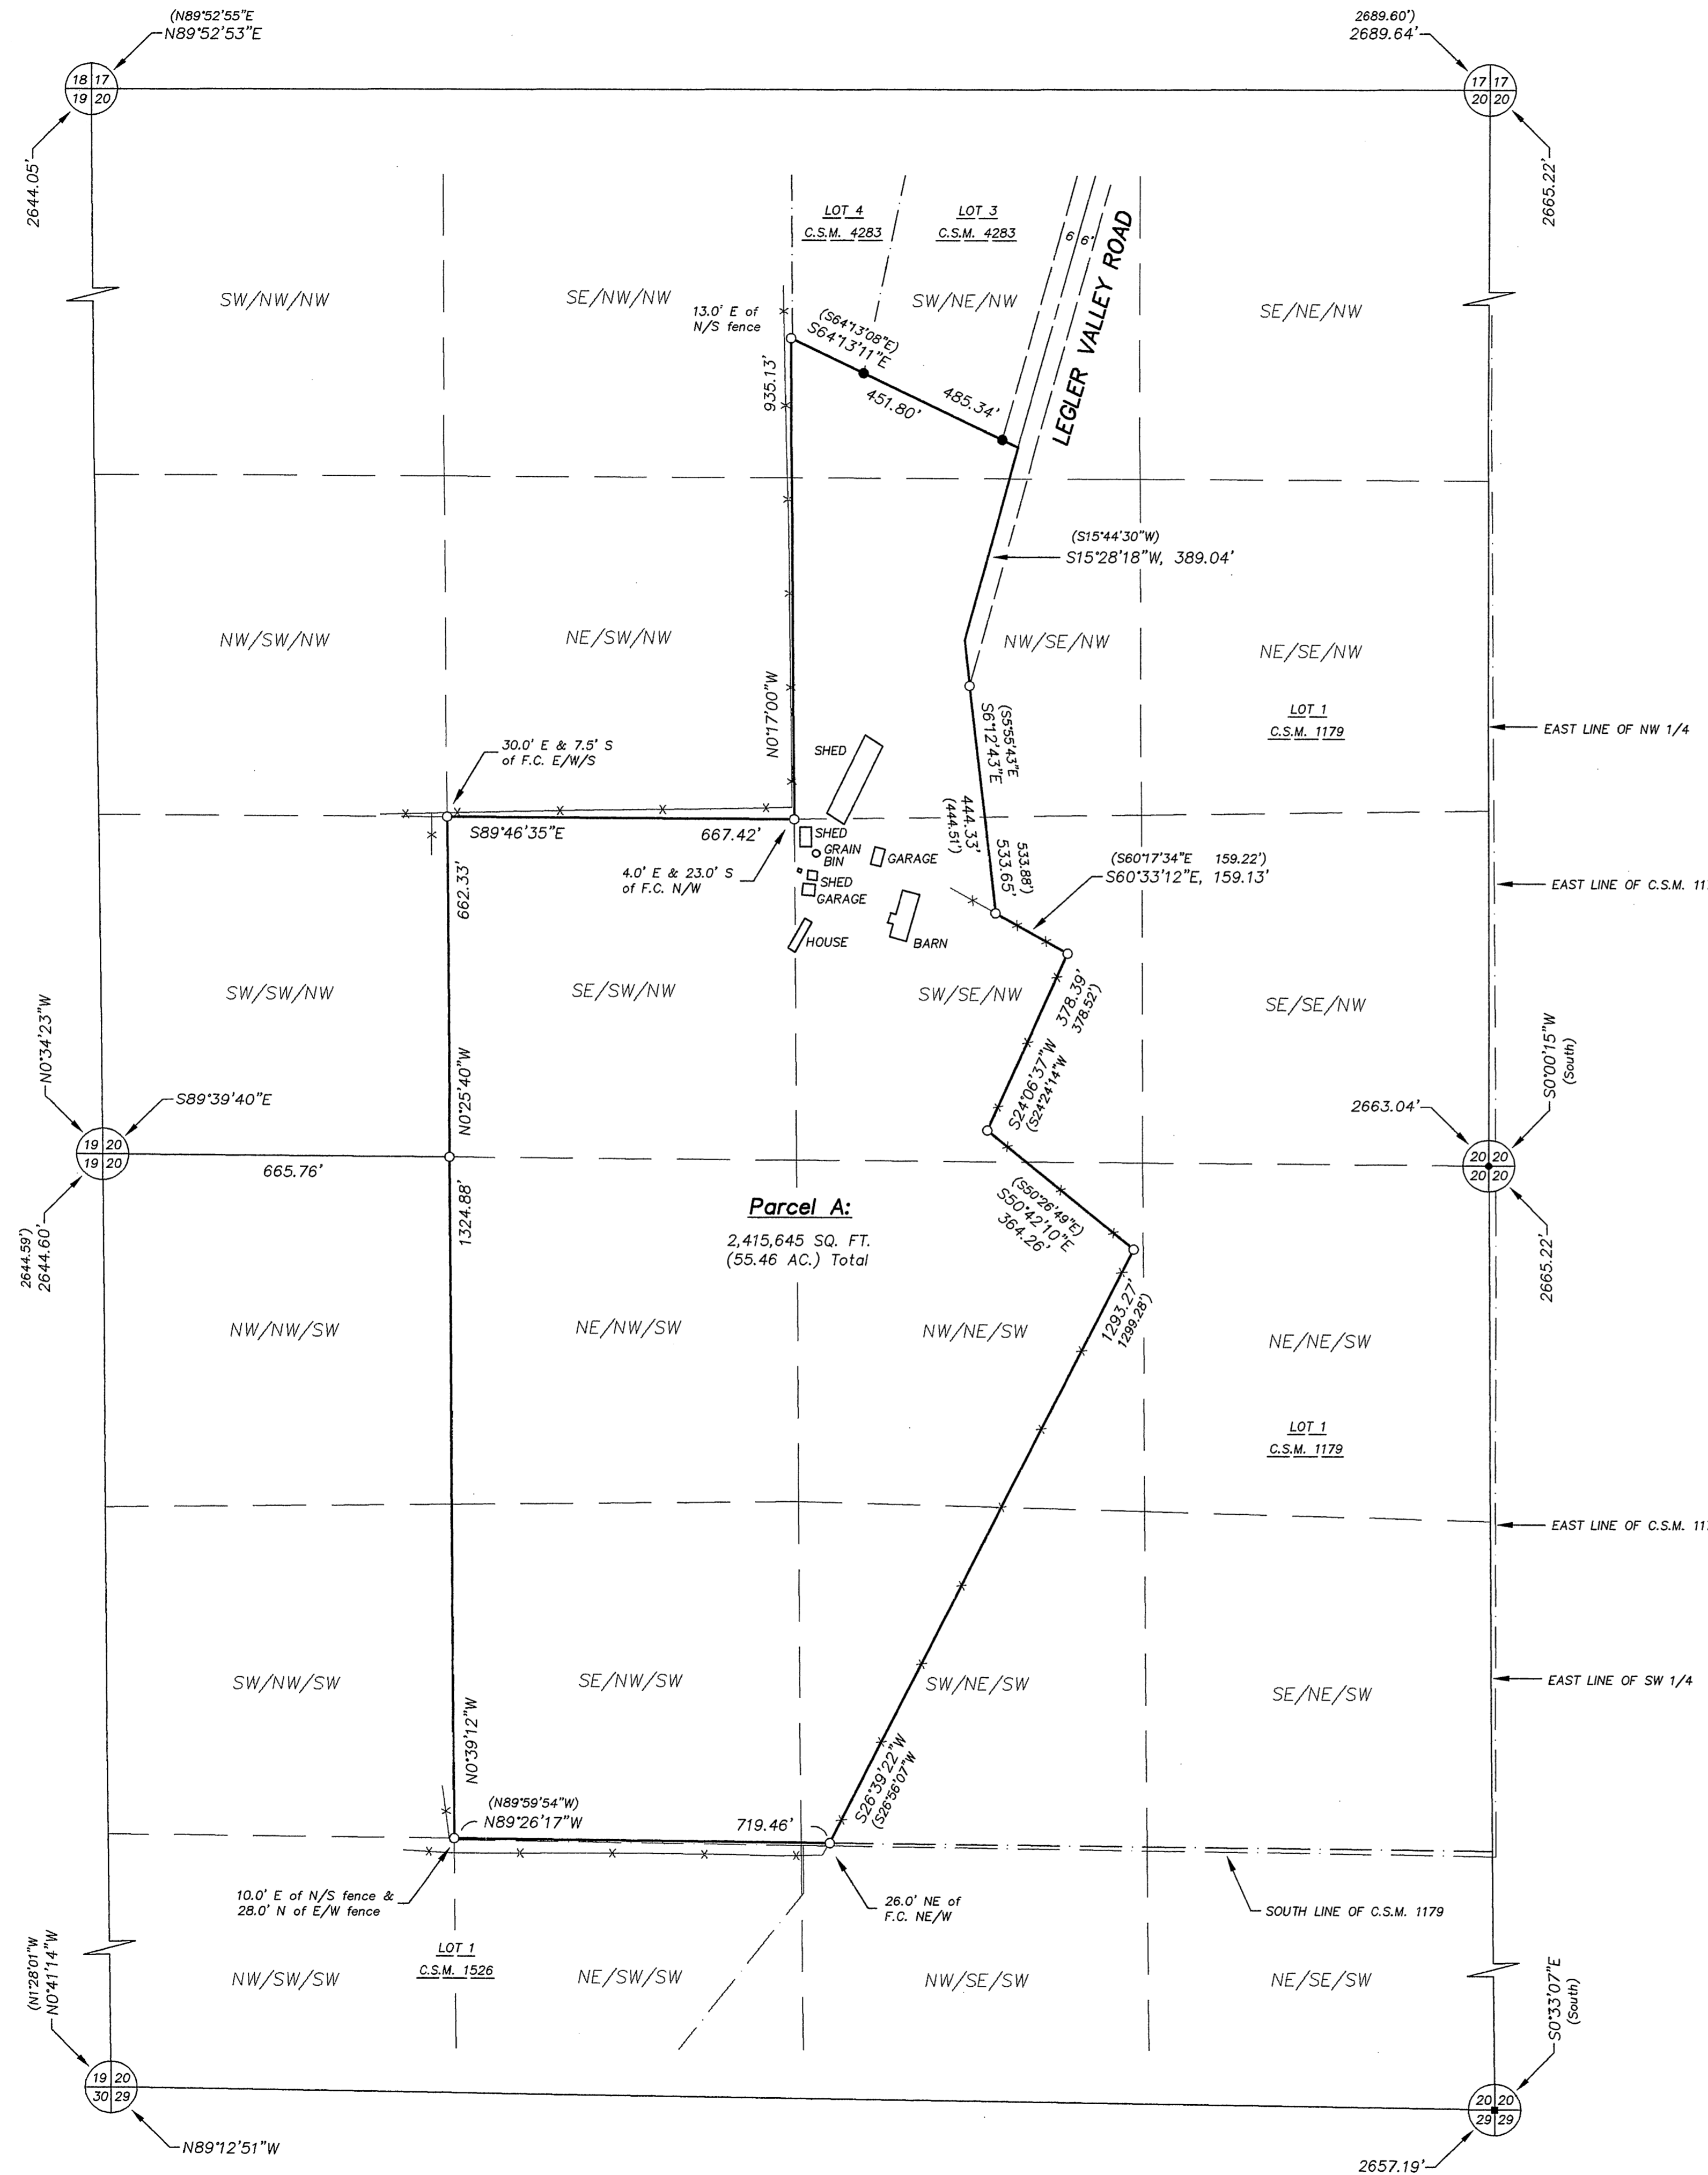 (N89°52'55"E
N89°52'53"E
2689.60')
2689.64'
18 17
19 20
17 17
20 20
2644.05'
2665.22'
LOT 4
C.S.M. 4283
LOT 3
C.S.M. 4283
6 6'
LEGLER VALLEY ROAD
SW/NW/NW
SE/NW/NW
SW/NE/NW
SE/NE/NW
13.0' E of
N/S fence
(S64°13'08"E)
S64°13'11"E
935.13'
451.80'
485.34'
(S15°44'30"W)
S15°28'18"W, 389.04'
NW/SW/NW
NE/SW/NW
NW/SE/NW
NE/SE/NW
N0°17'00"W
(S5°55'43"E
S6°12'43"E
LOT 1
C.S.M. 1179
EAST LINE OF NW 1/4
30.0' E & 7.5' S
of F.C. E/W/S
SHED
444.33'
(444.51')
S89°46'35"E
667.42'
SHED
GRAIN
BIN
GARAGE
533.88')
533.65'
(S60°17'34"E 159.22')
S60°33'12"E, 159.13'
4.0' E & 23.0' S
of F.C. N/W
SHED
GARAGE
EAST LINE OF C.S.M. 11
662.33'
HOUSE
BARN
SW/SW/NW
SE/SW/NW
SW/SE/NW
SE/SE/NW
378.39'
378.52')
S24°06'37"W
(S24°24'14"W
N0°34'23"W
S89°39'40"E
N0°25'40"W
2663.04'
S0°00'15"W
(South)
19 20
19 20
665.76'
20 20
20 20
2644.59')
2644.60'
1324.88'
Parcel A:
2,415,645 SQ. FT.
(55.46 AC.) Total
(S50°26'49"E)
S50°42'10"E
364.26'
2665.22'
1293.27'
1299.28')
NW/NW/SW
NE/NW/SW
NW/NE/SW
NE/NE/SW
LOT 1
C.S.M. 1179
EAST LINE OF C.S.M. 11
SW/NW/SW
SE/NW/SW
SW/NE/SW
SE/NE/SW
EAST LINE OF SW 1/4
N0°39'12"W
S26°39'22"W
(S26°56'07"W
(N89°59'54"W)
N89°26'17"W
719.46'
10.0' E of N/S fence &
28.0' N of E/W fence
26.0' NE of
F.C. NE/W
SOUTH LINE OF C.S.M. 1179
(N1°28'01"W
N0°41'14"W
LOT 1
C.S.M. 1526
NW/SW/SW
NE/SW/SW
NW/SE/SW
NE/SE/SW
S0°33'07"E
(South)
19 20
30 29
20 20
29 29
N89°12'51"W
2657.19'